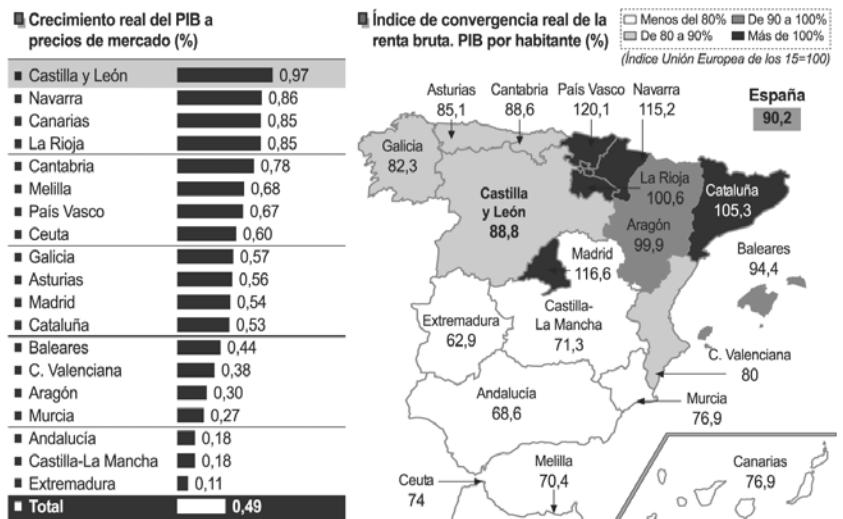 Crecimiento real del PIB a
precios de mercado (%)
Castilla y León 0,97
Navarra 0,86
Canarias 0,85
La Rioja 0,85
Cantabria 0,78
Melilla 0,68
País Vasco 0,67
Ceuta 0,60
Galicia 0,57
Asturias 0,56
Madrid 0,54
Cataluña 0,53
Baleares 0,44
C. Valenciana 0,38
Aragón 0,30
Murcia 0,27
Andalucía 0,18
Castilla-La Mancha 0,18
Extremadura 0,11
Total 0,49
Índice de convergencia real de la
renta bruta. PIB por habitante (%)
Menos del 80% De 90 a 100%
De 80 a 90% Más de 100%
(Índice Unión Europea de los 15=100)
Asturias
85,1
Cantabria
88,6
País Vasco
120,1
Navarra
115,2
España
90,2
Galicia
82,3
La Rioja
100,6
Cataluña
105,3
Castilla
y León
88,8
Aragón
99,9
Madrid
116,6
Baleares
94,4
Castilla-
La Mancha
71,3
Extremadura
62,9
C. Valenciana
80
Andalucía
68,6
Murcia
76,9
Ceuta
74
Melilla
70,4
Canarias
76,9